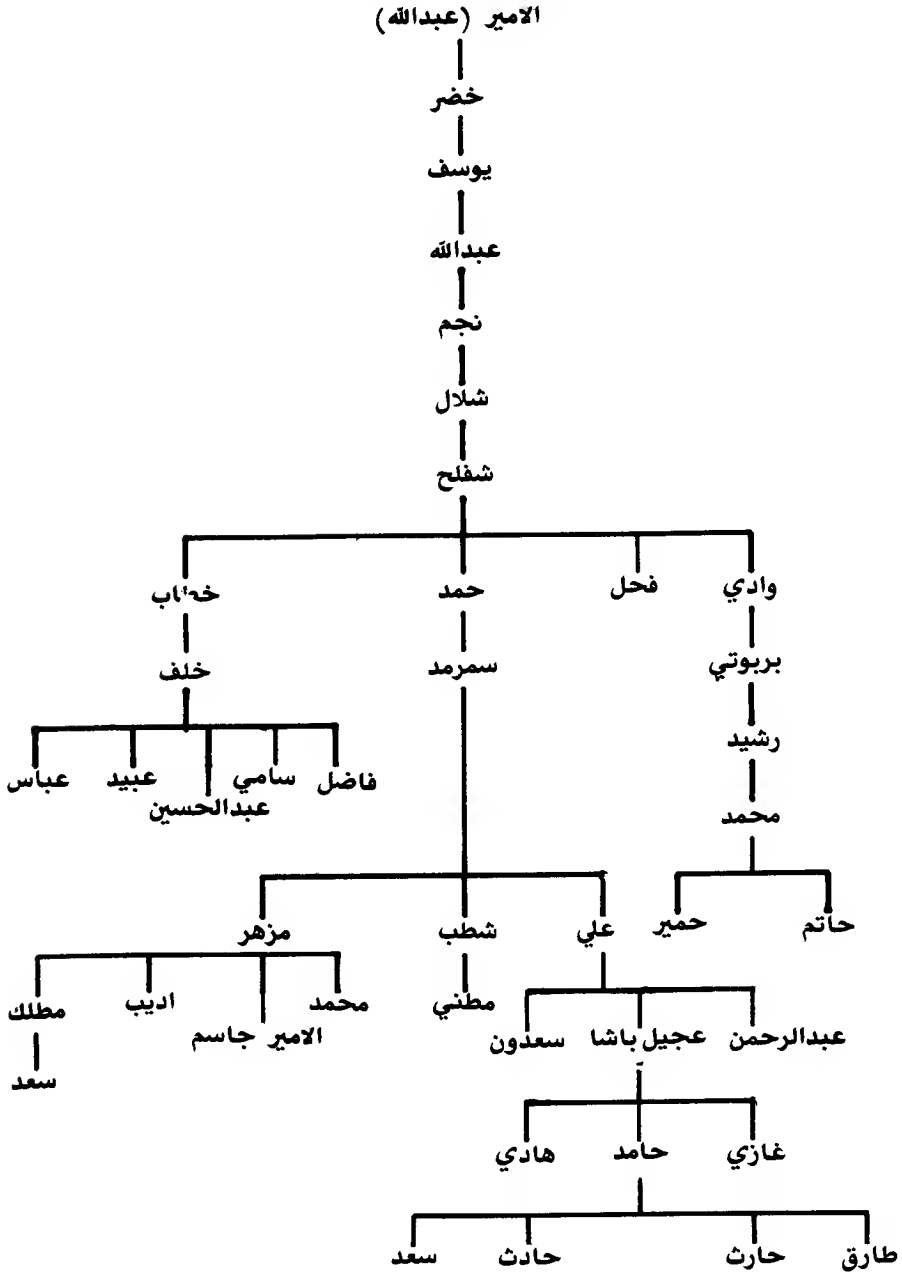 الامير (عبدالله)
خضر
يوسف
عبدالله
نجم
شلال
شفلح
وادي فحل حمد خطاب
بربوتي سمرمد خلف
رشيد
فاضل سامي عبدالحسين عبيد عباس
محمد
حاتم حمير
علي شطب مزهر
مطني محمد الامير جاسم اديب مطلك
عبدالرحمن عجيل باشا سعدون
سعد
غازي حامد هادي
طارق حارث حادث سعد